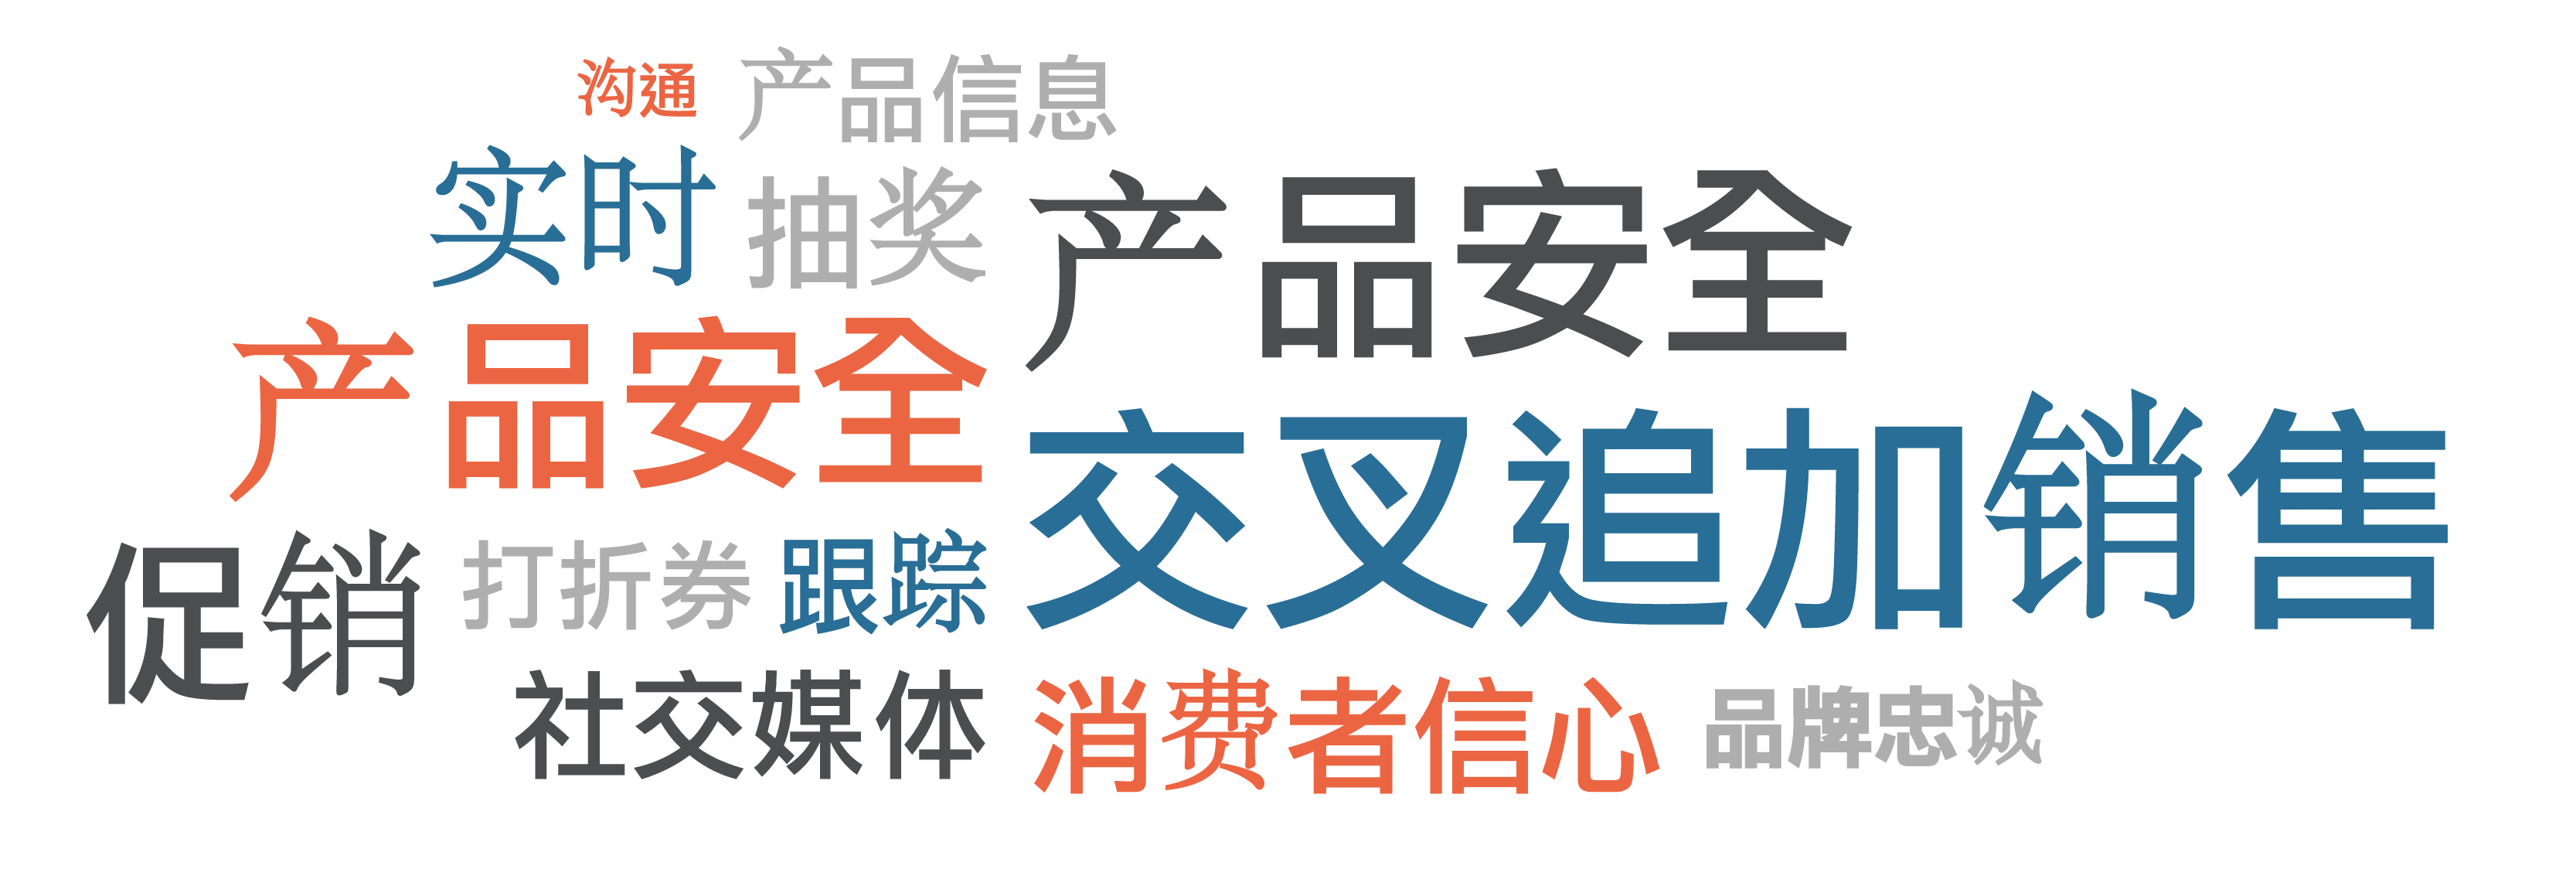 沟通 产品信息
实时 抽奖 产品安全
产品安全 交叉追加销售
促销 打折券 跟踪
社交媒体 消费者信心 品牌忠诚